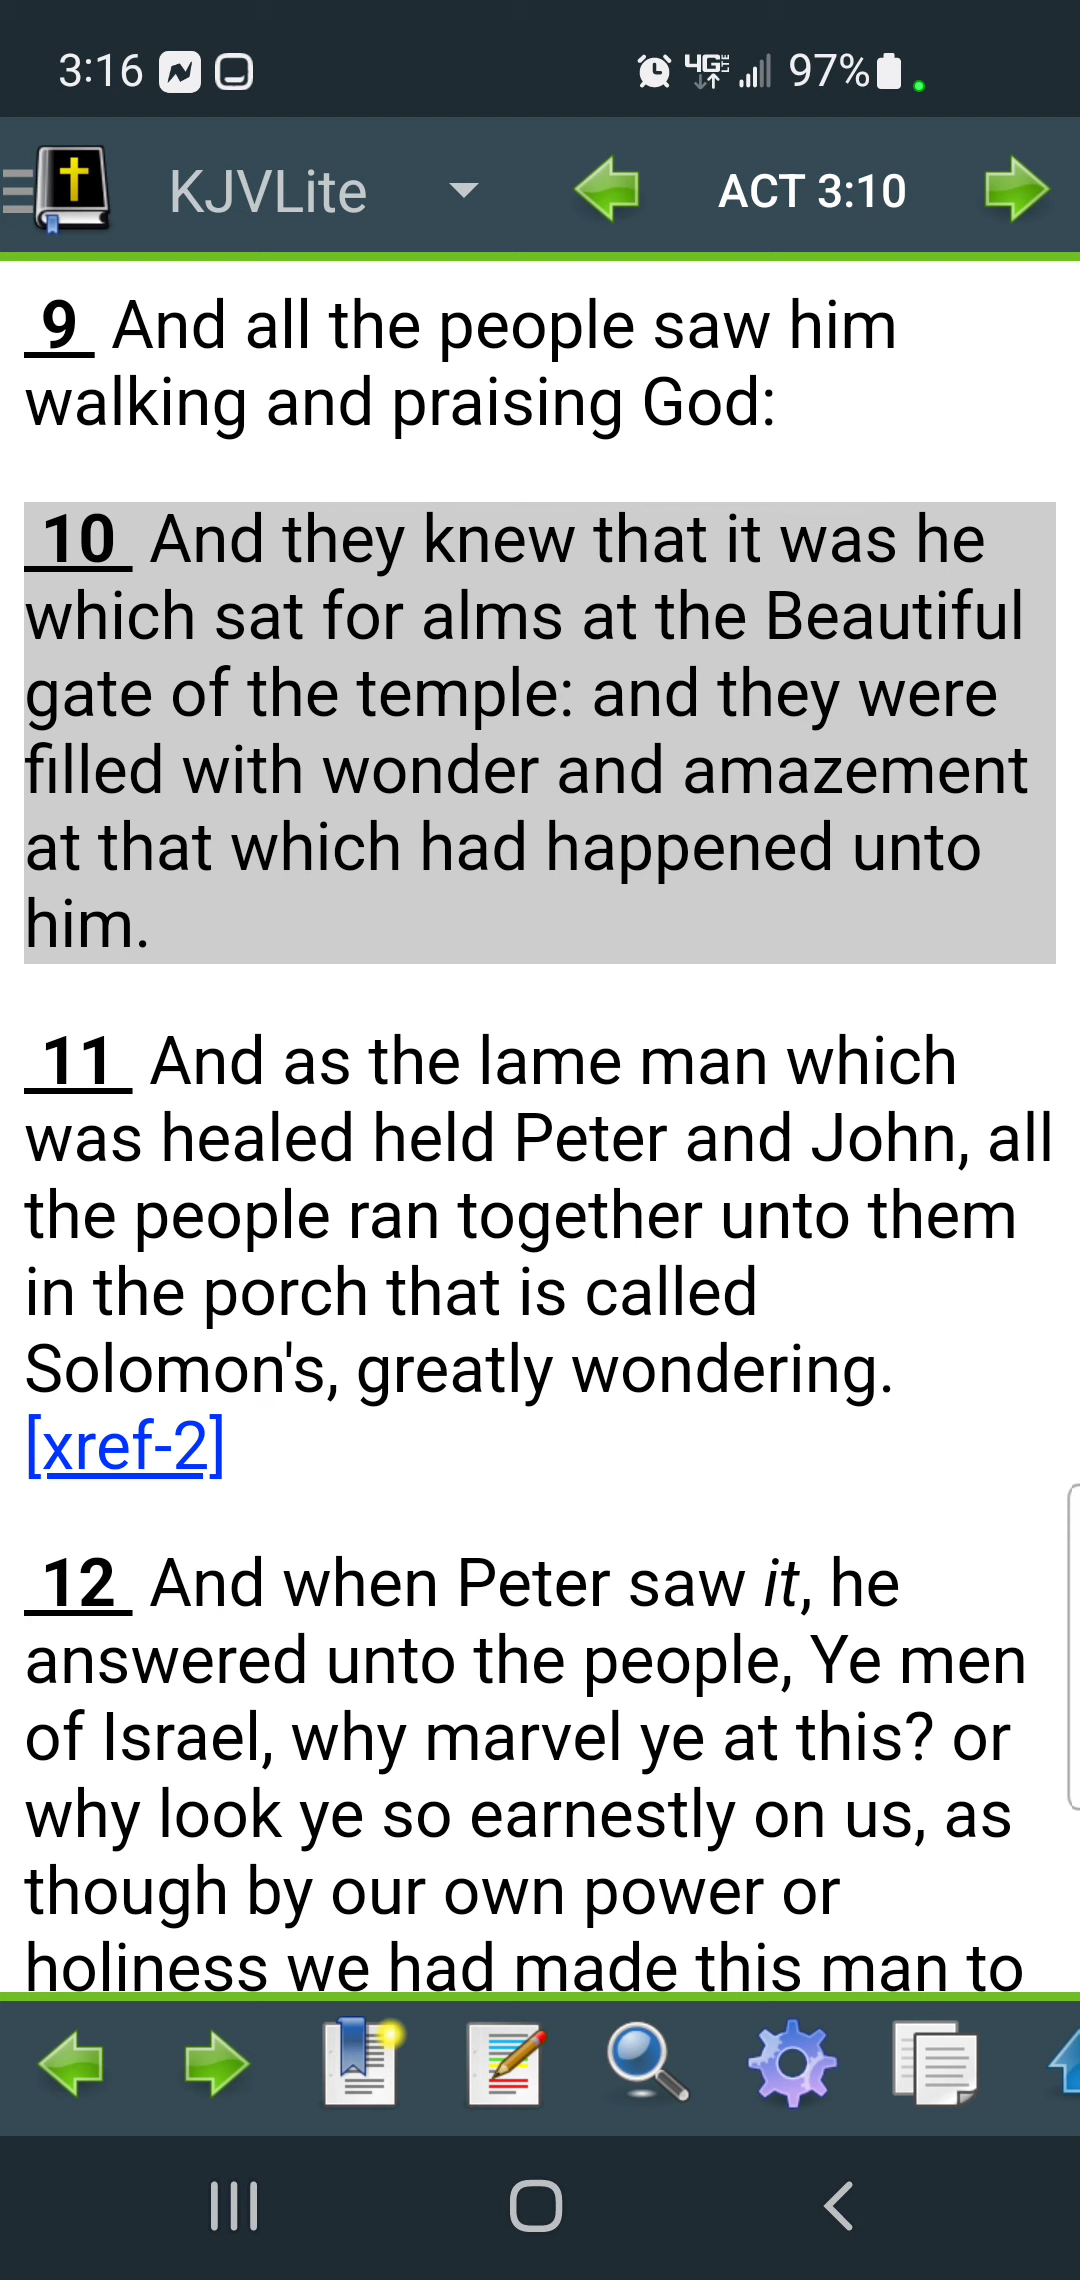 3:16
4G LTE
97%
KJVLite
ACT 3:10
9 And all the people saw him
walking and praising God:
10 And they knew that it was he
which sat for alms at the Beautiful
gate of the temple: and they were
filled with wonder and amazement
at that which had happened unto
him.
11 And as the lame man which
was healed held Peter and John, all
the people ran together unto them
in the porch that is called
Solomon's, greatly wondering.
[xref-2]
12 And when Peter saw it, he
answered unto the people, Ye men
of Israel, why marvel ye at this? or
why look ye so earnestly on us, as
though by our own power or
holiness we had made this man to